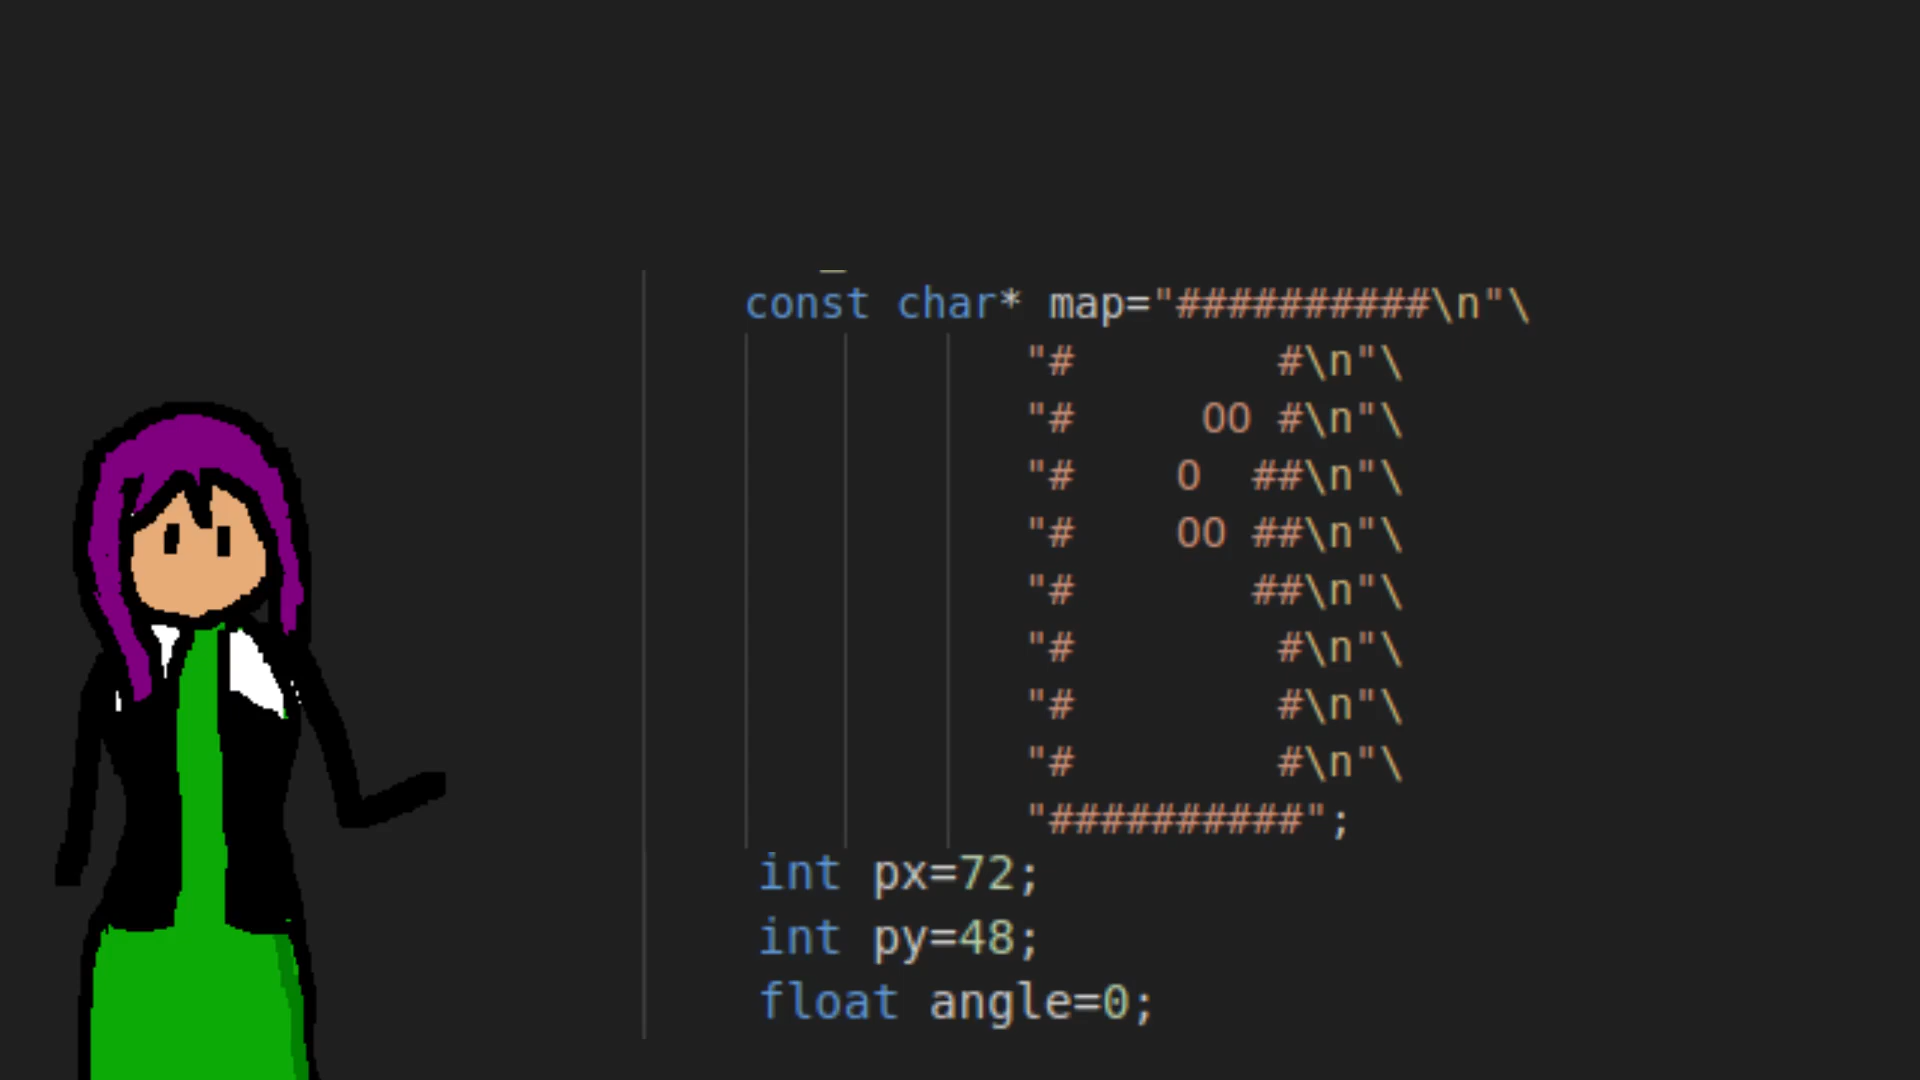 const char* map="##########\n"\
"#        #\n"\
"#     OO #\n"\
"#    O  ##\n"\
"#    OO ##\n"\
"#       ##\n"\
"#        #\n"\
"#        #\n"\
"#        #\n"\
"##########";
int px=72;
int py=48;
float angle=0;